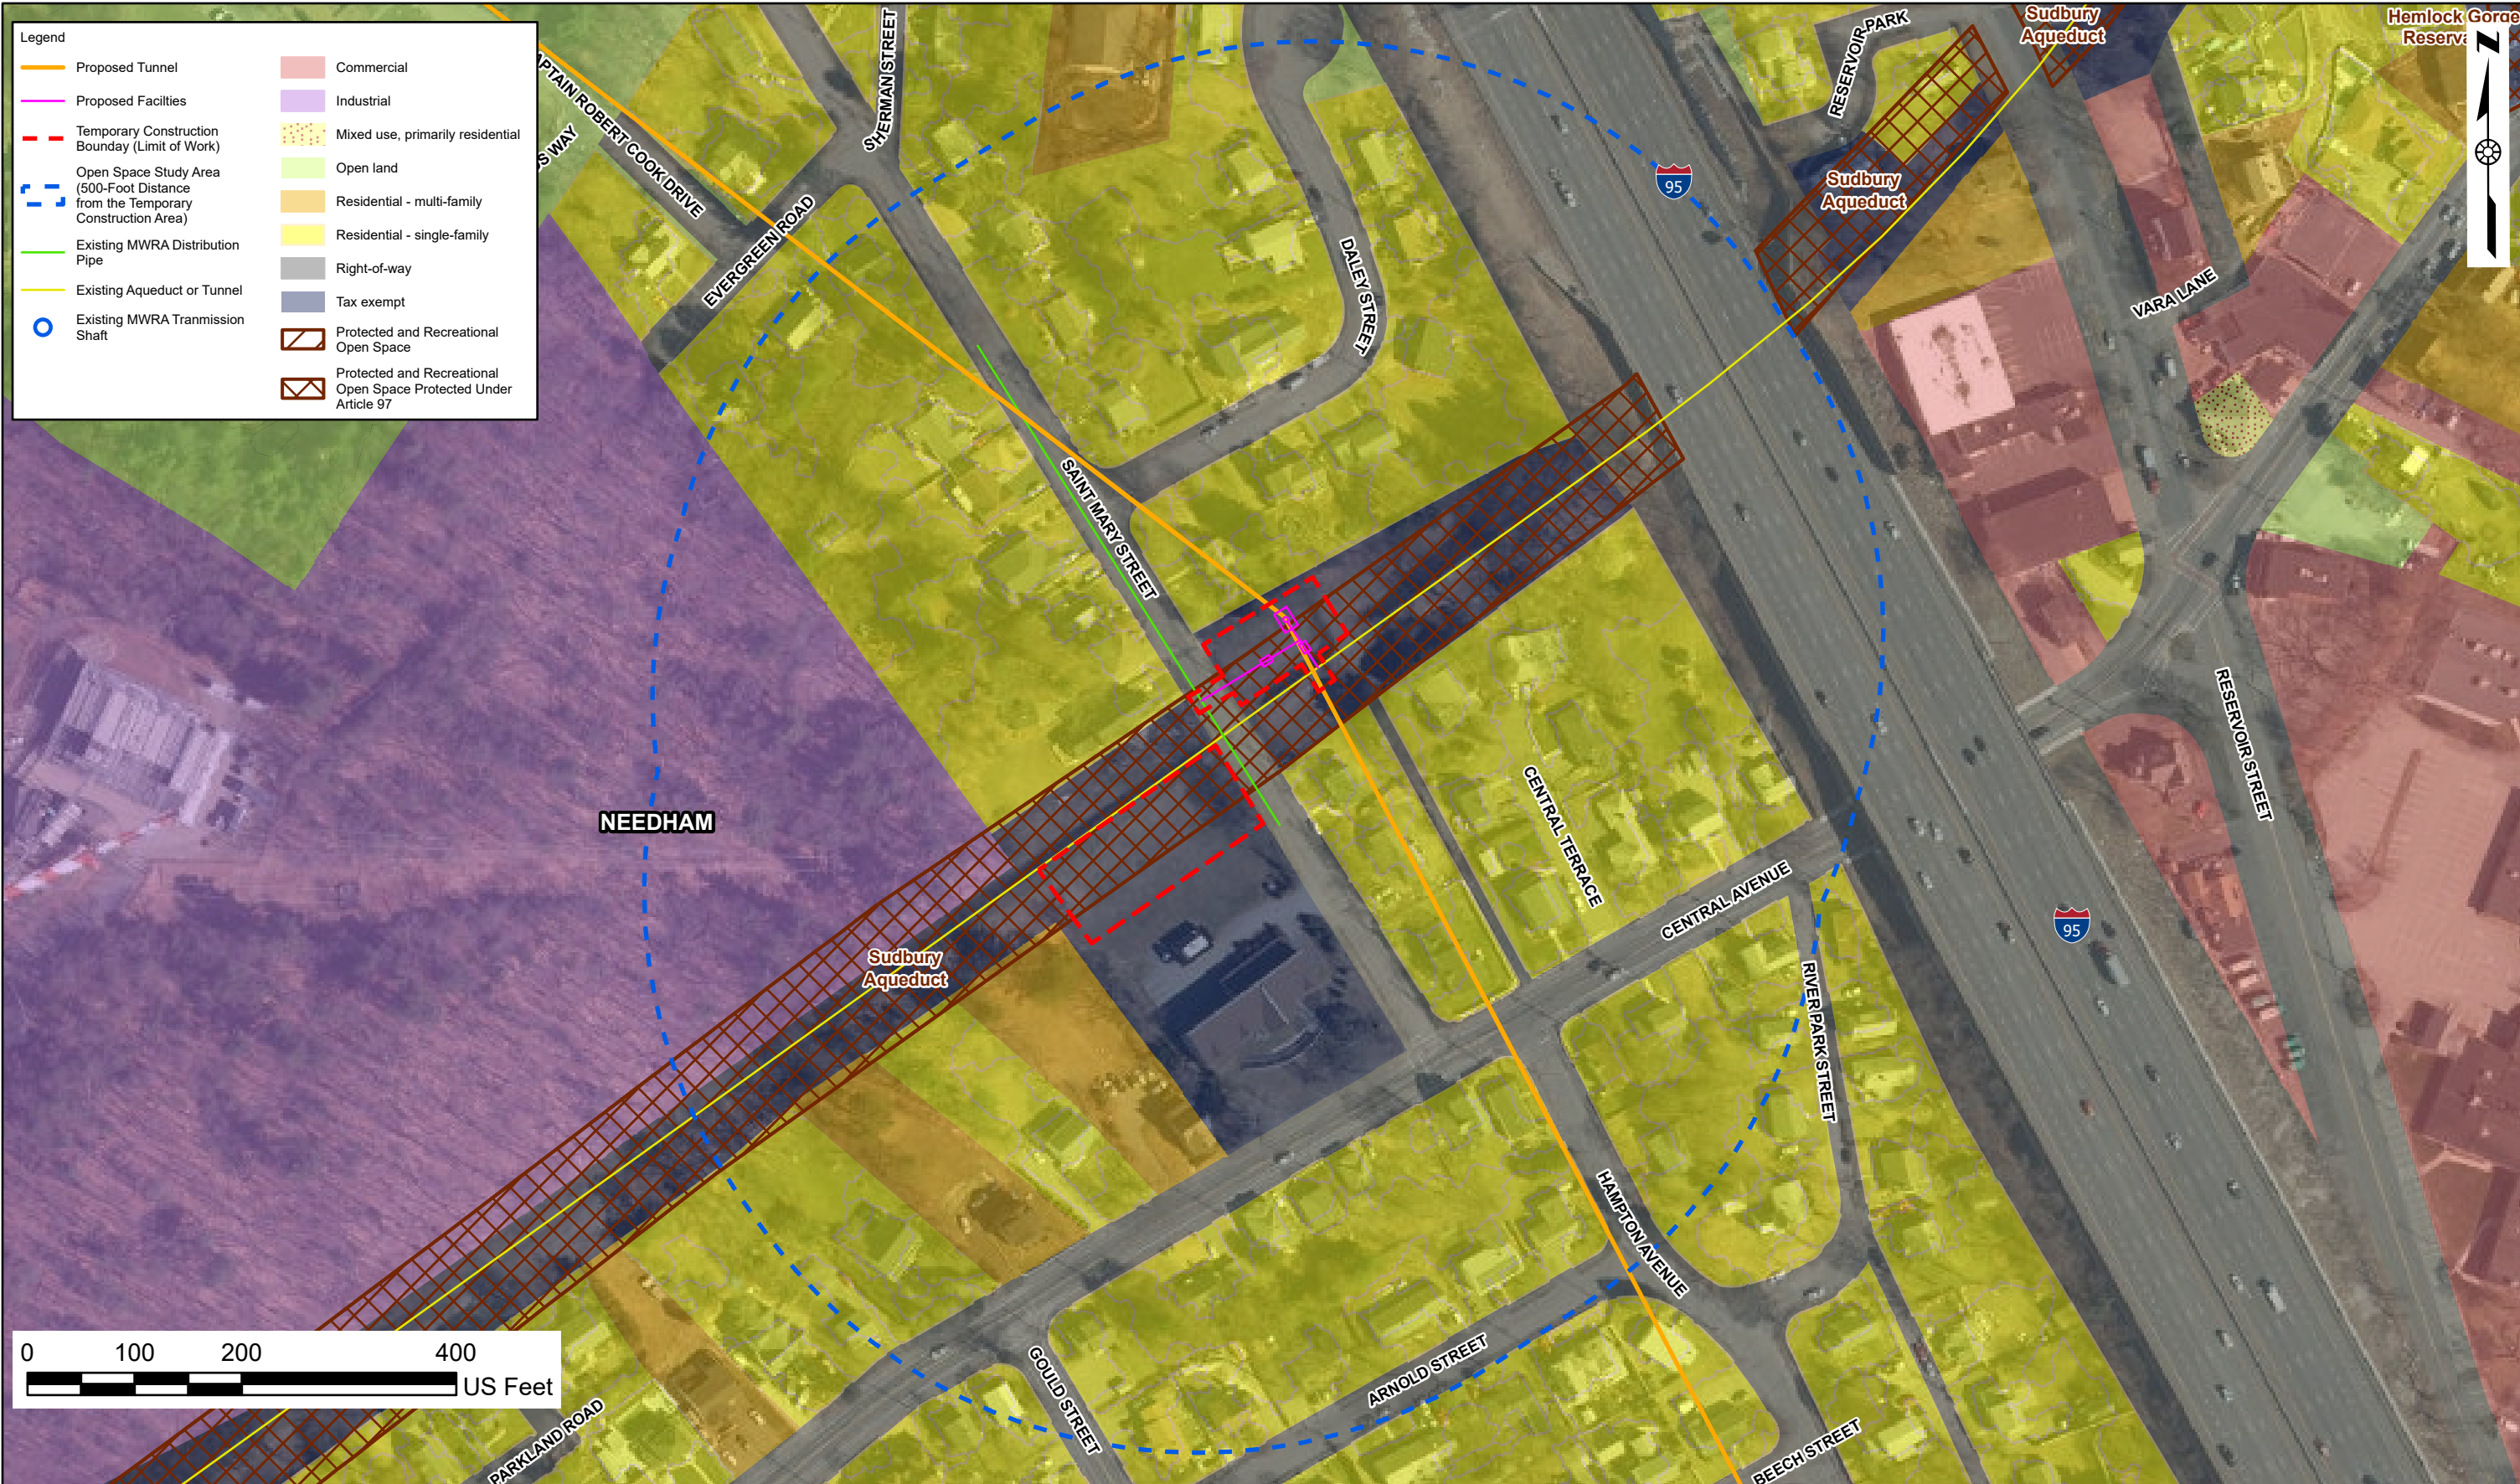 Legend
Proposed Tunnel
Proposed Facilties
Temporary Construction
Bounday (Limit of Work)
Open Space Study Area
(500-Foot Distance
from the Temporary
Construction Area)
Existing MWRA Distribution
Pipe
Existing Aqueduct or Tunnel
Existing MWRA Tranmission
Shaft
Commercial
Industrial
Mixed use, primarily residential
Open land
Residential - multi-family
Residential - single-family
Right-of-way
Tax exempt
Protected and Recreational
Open Space
Protected and Recreational
Open Space Protected Under
Article 97
APTAIN ROBERT COOK DRIVE
S WAY
SHERMAN STREET
EVERGREEN ROAD
DALEY STREET
SAINT MARY STREET
95
RESERVOIR PARK
Sudbury
Aqueduct
Sudbury
Aqueduct
Hemlock Gorge
Reserva
N
VARA LANE
NEEDHAM
CENTRAL TERRACE
CENTRAL AVENUE
RESERVOIR STREET
95
Sudbury
Aqueduct
RIVER PARK STREET
HAMPTON AVENUE
GOULD STREET
ARNOLD STREET
PARKLAND ROAD
BEECH STREET
0 100 200 400
US Feet